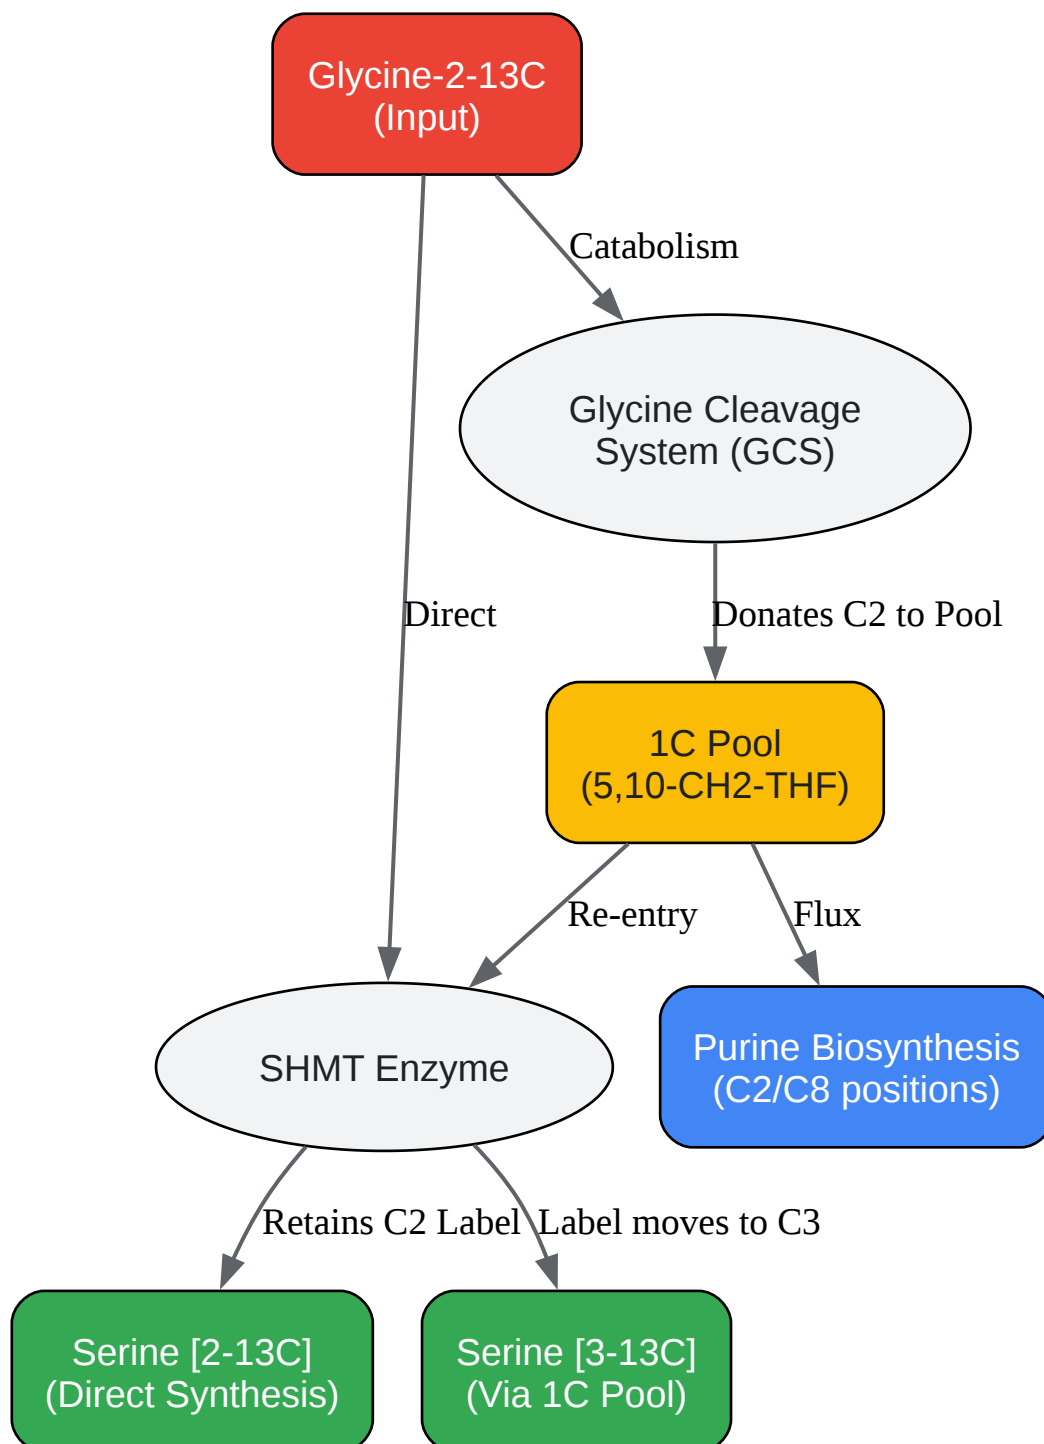 Glycine-2-13C
(Input)
Catabolism
Glycine Cleavage
System (GCS)
Direct
Donates C2 to Pool
1C Pool
(5,10-CH2-THF)
Re-entry
Flux
SHMT Enzyme
Purine Biosynthesis
(C2/C8 positions)
Retains C2 Label
Label moves to C3
Serine [2-13C]
(Direct Synthesis)
Serine [3-13C]
(Via 1C Pool)